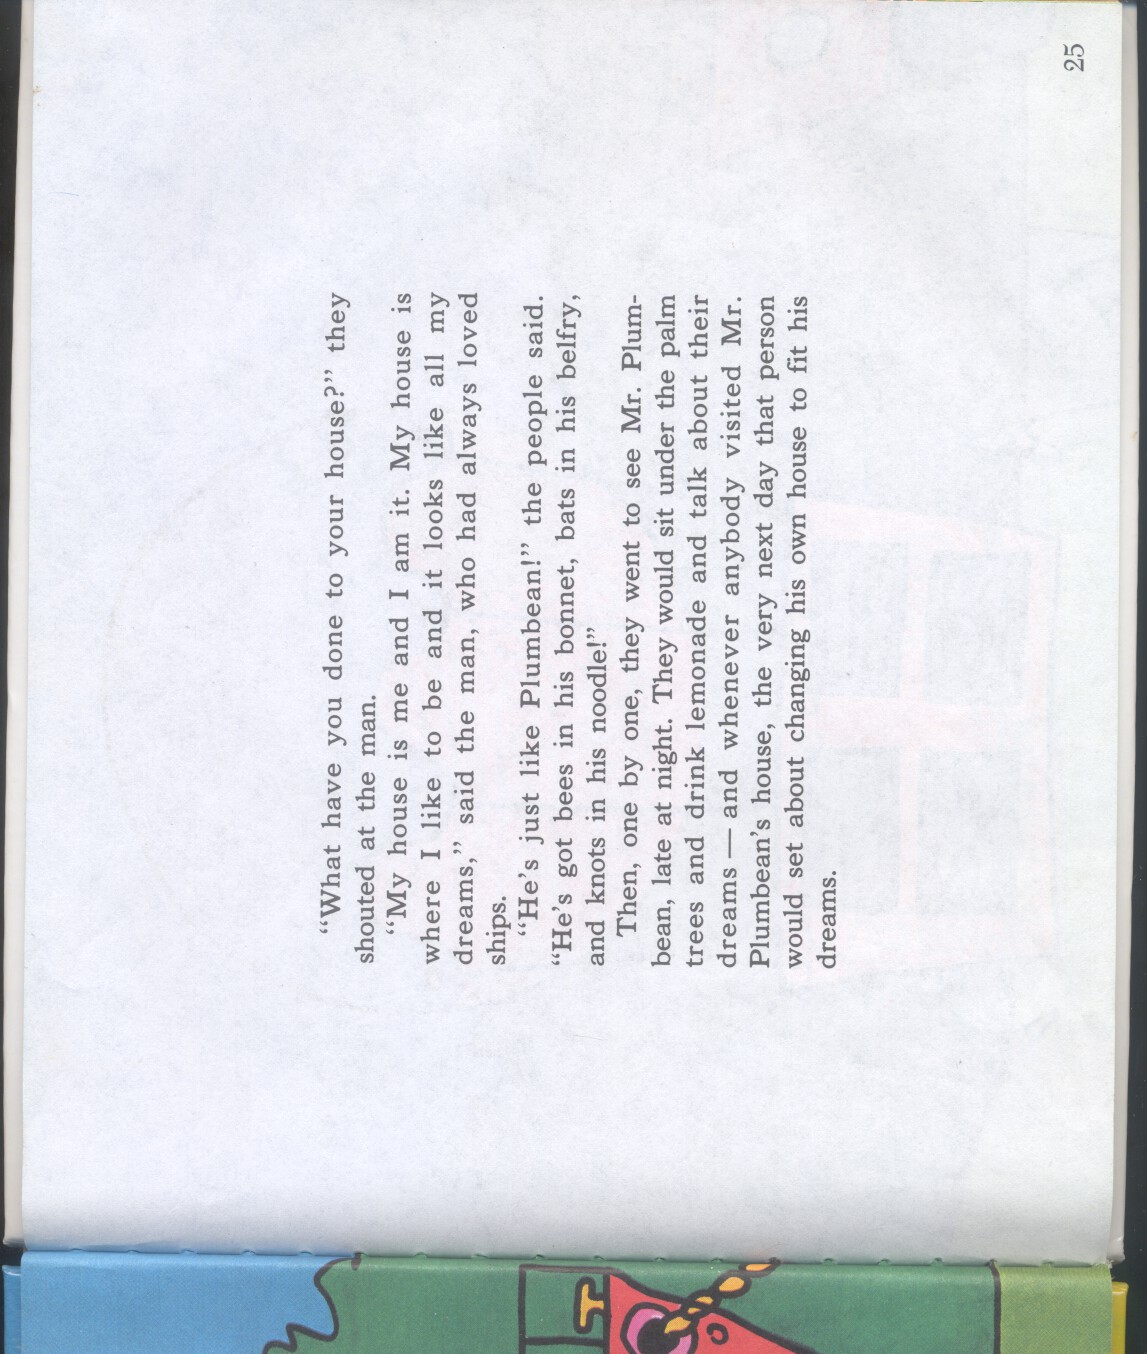 “What have you done to your house?” they
shouted at the man.
“My house is me and I am it. My house is
where I like to be and it looks like all my
dreams,” said the man, who had always loved
ships.
“He’s just like Plumbean!” the people said.
“He’s got bees in his bonnet, bats in his belfry,
and knots in his noodle!”
Then, one by one, they went to see Mr. Plum-
bean, late at night. They would sit under the palm
trees and drink lemonade and talk about their
dreams — and whenever anybody visited Mr.
Plumbean’s house, the very next day that person
would set about changing his own house to fit his
dreams.
25